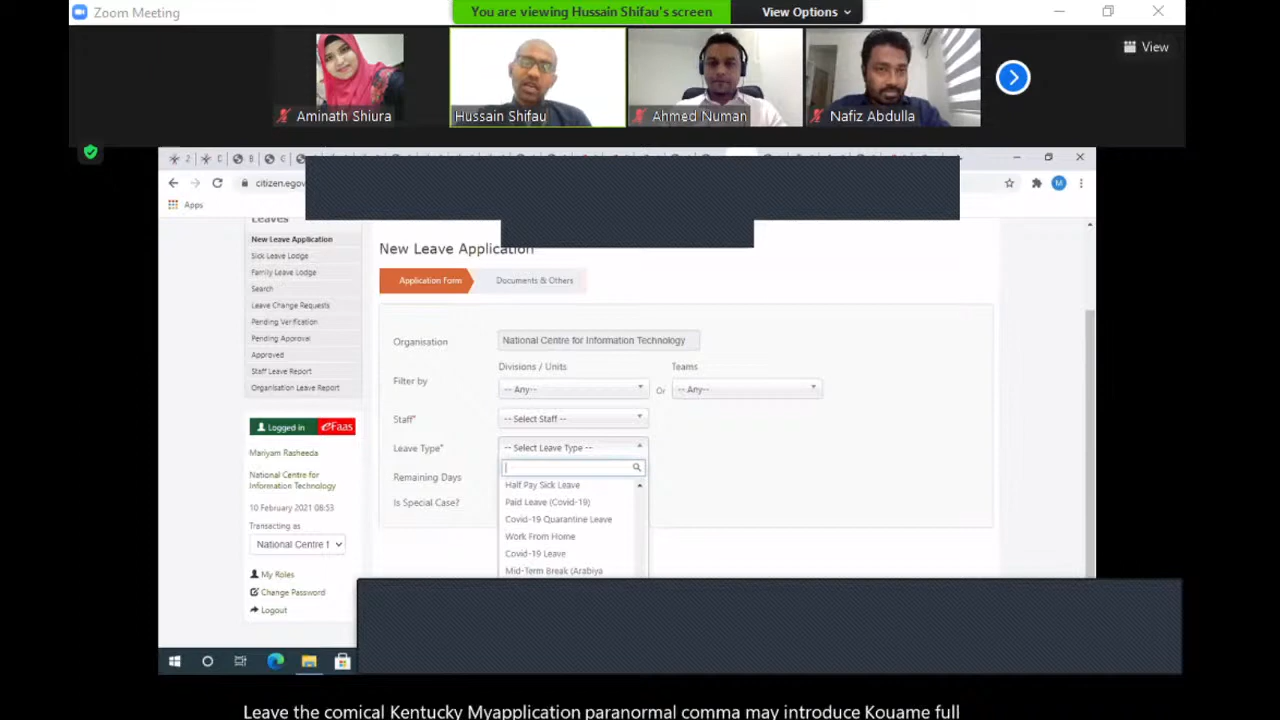 Zoom Meeting
You are viewing Hussain Shifau's screen
View Options
View
Aminath Shiura
Hussain Shifau
Ahmed Numan
Nafiz Abdulla
citizen.egov
Apps
Leaves
New Leave Application
Sick Leave Lodge
Family Leave Lodge
Search
Leave Change Requests
Pending Verification
Pending Approval
Approved
Staff Leave Report
Organisation Leave Report
Logged in eFaas
Mariyam Rasheeda
National Centre for
Information Technology
10 February 2021 08:53
Transacting as
National Centre f
My Roles
Change Password
Logout
New Leave Application
Application Form
Documents & Others
Organisation
National Centre for Information Technology
Divisions / Units
Teams
Filter by
-- Any--
Or
-- Any--
Staff*
-- Select Staff --
Leave Type*
-- Select Leave Type --
Remaining Days
Is Special Case?
Half Pay Sick Leave
Paid Leave (Covid-19)
Covid-19 Quarantine Leave
Work From Home
Covid-19 Leave
Mid-Term Break (Arabiya
Leave the comical Kentucky Myapplication paranormal comma may introduce Kouame full